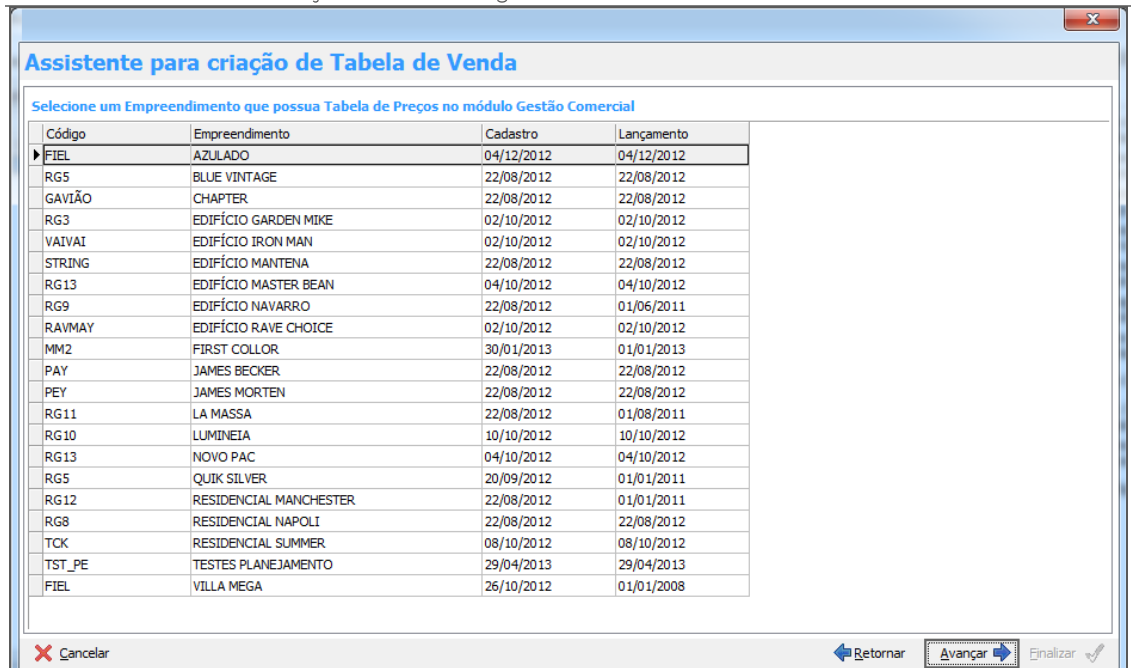 x
Assistente para criação de Tabela de Venda
Selecione um Empreendimento que possua Tabela de Preços no módulo Gestão Comercial
Código Empreendimento Cadastro Lançamento
FIEL AZULADO 04/12/2012 04/12/2012
RG5 BLUE VINTAGE 22/08/2012 22/08/2012
GAVIÃO CHAPTER 22/08/2012 22/08/2012
RG3 EDIFÍCIO GARDEN MIKE 02/10/2012 02/10/2012
VAIVAI EDIFÍCIO IRON MAN 02/10/2012 02/10/2012
STRING EDIFÍCIO MANTENA 22/08/2012 22/08/2012
RG13 EDIFÍCIO MASTER BEAN 04/10/2012 04/10/2012
RG9 EDIFÍCIO NAVARRO 22/08/2012 01/06/2011
RAVMAY EDIFÍCIO RAVE CHOICE 02/10/2012 02/10/2012
MM2 FIRST COLLOR 30/01/2013 01/01/2013
PAY JAMES BECKER 22/08/2012 22/08/2012
PEY JAMES MORTEN 22/08/2012 22/08/2012
RG11 LA MASSA 22/08/2012 01/08/2011
RG10 LUMINEIA 10/10/2012 10/10/2012
RG13 NOVO PAC 04/10/2012 04/10/2012
RG5 QUIK SILVER 20/09/2012 01/01/2011
RG12 RESIDENCIAL MANCHESTER 22/08/2012 01/01/2011
RG8 RESIDENCIAL NAPOLI 22/08/2012 22/08/2012
TCK RESIDENCIAL SUMMER 08/10/2012 08/10/2012
TST_PE TESTES PLANEJAMENTO 29/04/2013 29/04/2013
FIEL VILLA MEGA 26/10/2012 01/01/2008
Cancelar Retornar Avançar Finalizar